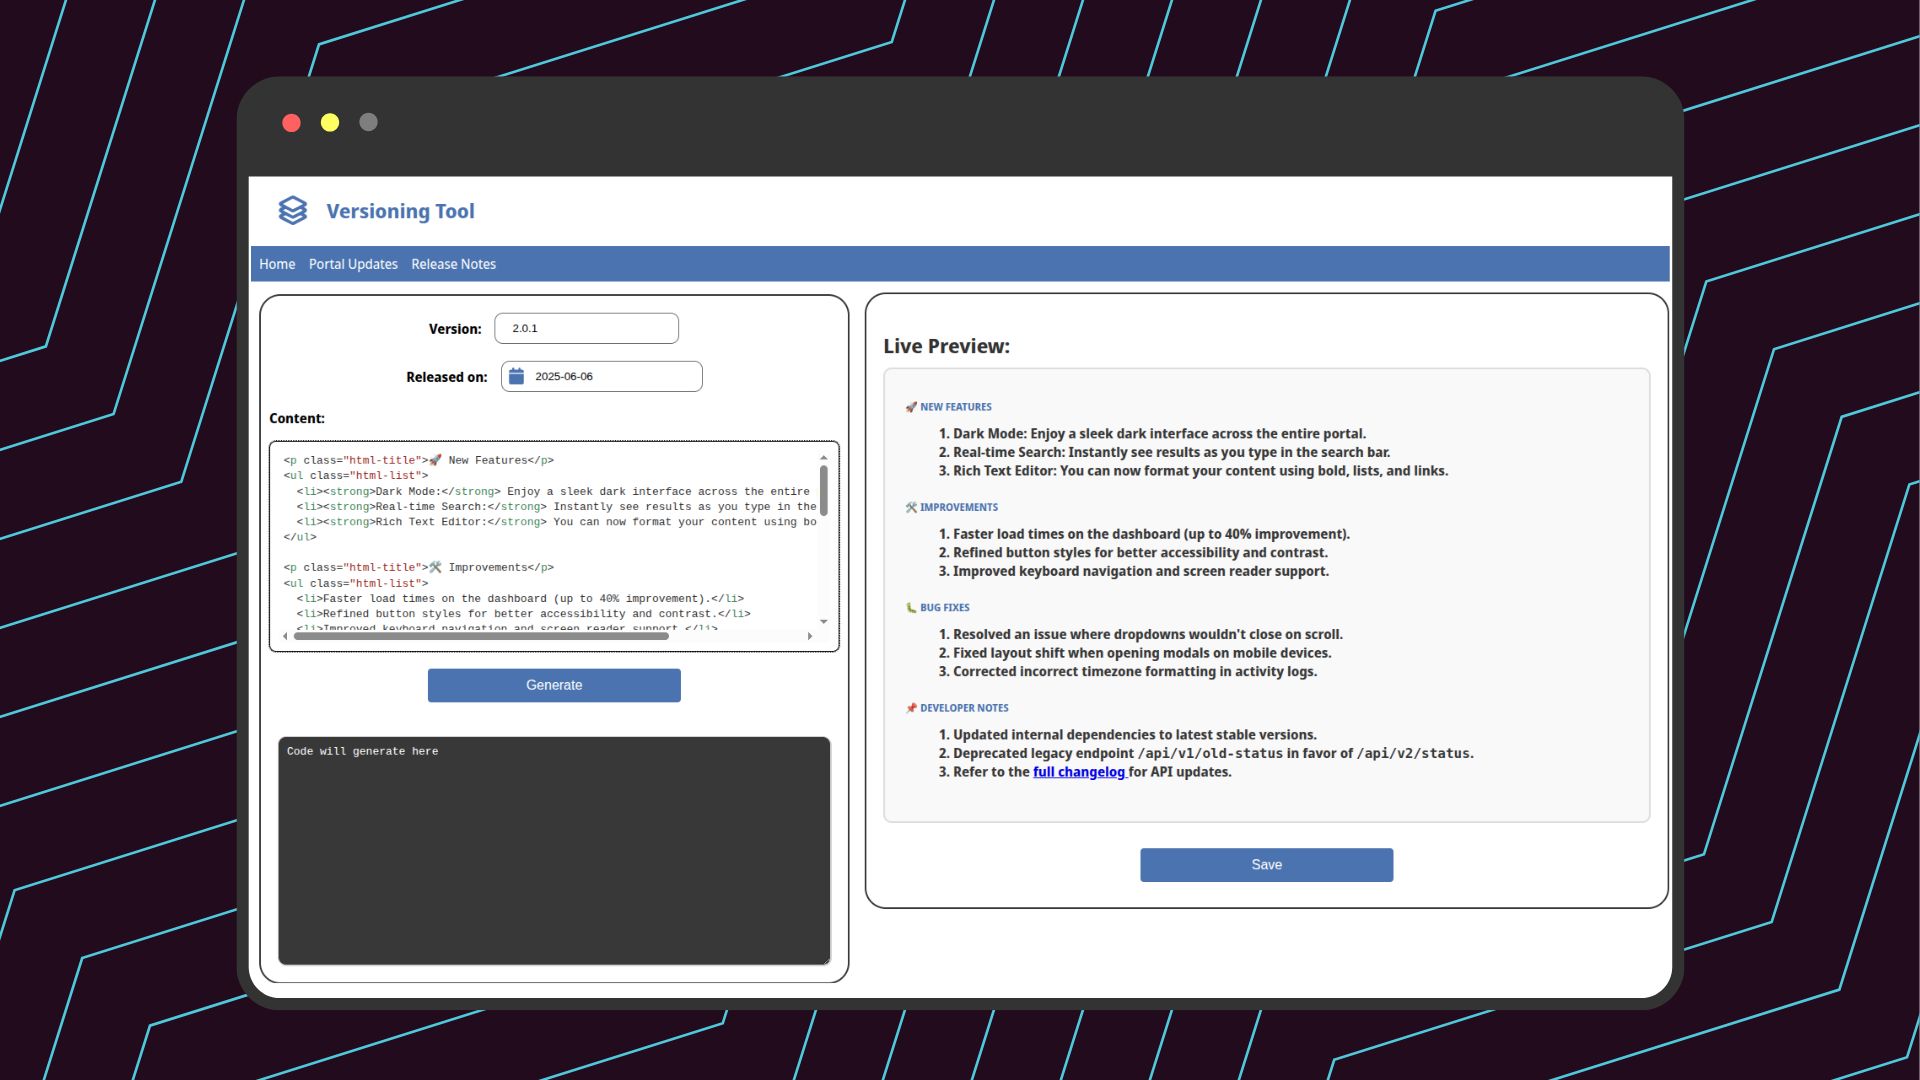 Versioning Tool
Home Portal Updates Release Notes
Version: 2.0.1
Released on: 2025-06-06
Content:
<p class="html-title">🚀 New Features</p>
<ul class="html-list">
<li><strong>Dark Mode:</strong> Enjoy a sleek dark interface across the entire
<li><strong>Real-time Search:</strong> Instantly see results as you type in the
<li><strong>Rich Text Editor:</strong> You can now format your content using bo
</ul>
<p class="html-title">🛠️ Improvements</p>
<ul class="html-list">
<li>Faster load times on the dashboard (up to 40% improvement).</li>
<li>Refined button styles for better accessibility and contrast.</li>
<li>Improved keyboard navigation and screen reader support.</li>
Generate
Code will generate here
Live Preview:
🚀 NEW FEATURES
1. Dark Mode: Enjoy a sleek dark interface across the entire portal.
2. Real-time Search: Instantly see results as you type in the search bar.
3. Rich Text Editor: You can now format your content using bold, lists, and links.
🛠️ IMPROVEMENTS
1. Faster load times on the dashboard (up to 40% improvement).
2. Refined button styles for better accessibility and contrast.
3. Improved keyboard navigation and screen reader support.
🐛 BUG FIXES
1. Resolved an issue where dropdowns wouldn't close on scroll.
2. Fixed layout shift when opening modals on mobile devices.
3. Corrected incorrect timezone formatting in activity logs.
📌 DEVELOPER NOTES
1. Updated internal dependencies to latest stable versions.
2. Deprecated legacy endpoint /api/v1/old-status in favor of /api/v2/status.
3. Refer to the full changelog for API updates.
Save